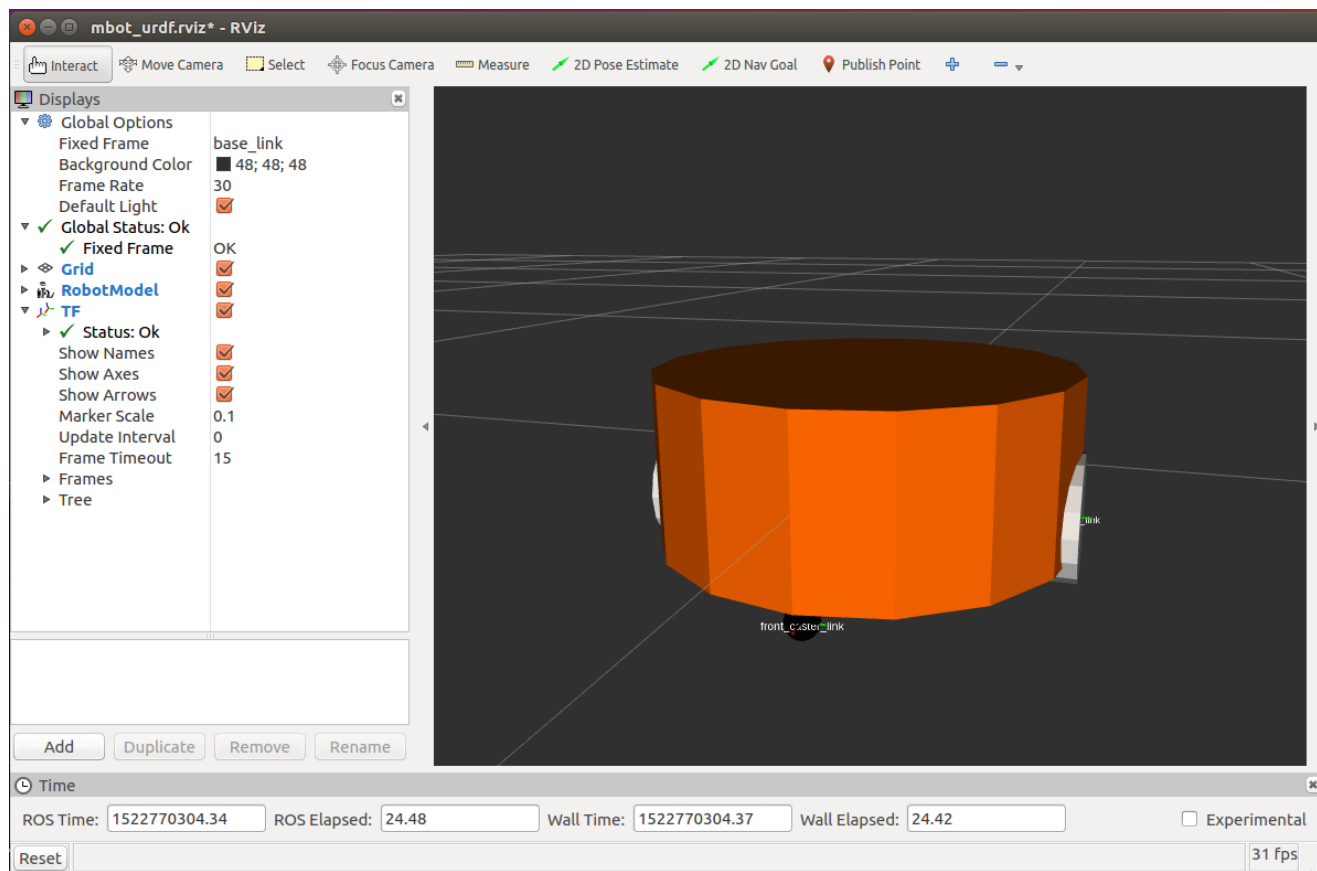 mbot_urdf.rviz* - RViz
Interact Move Camera Select Focus Camera Measure 2D Pose Estimate 2D Nav Goal Publish Point
Displays
Global Options
Fixed Frame base_link
Background Color 48; 48; 48
Frame Rate 30
Default Light
Global Status: Ok
Fixed Frame OK
Grid
RobotModel
TF
Status: Ok
Show Names
Show Axes
Show Arrows
Marker Scale 0.1
Update Interval 0
Frame Timeout 15
Frames
Tree
_link
front_caster_link
Add Duplicate Remove Rename
Time
ROS Time: 1522770304.34 ROS Elapsed: 24.48 Wall Time: 1522770304.37 Wall Elapsed: 24.42 Experimental
Reset 31 fps